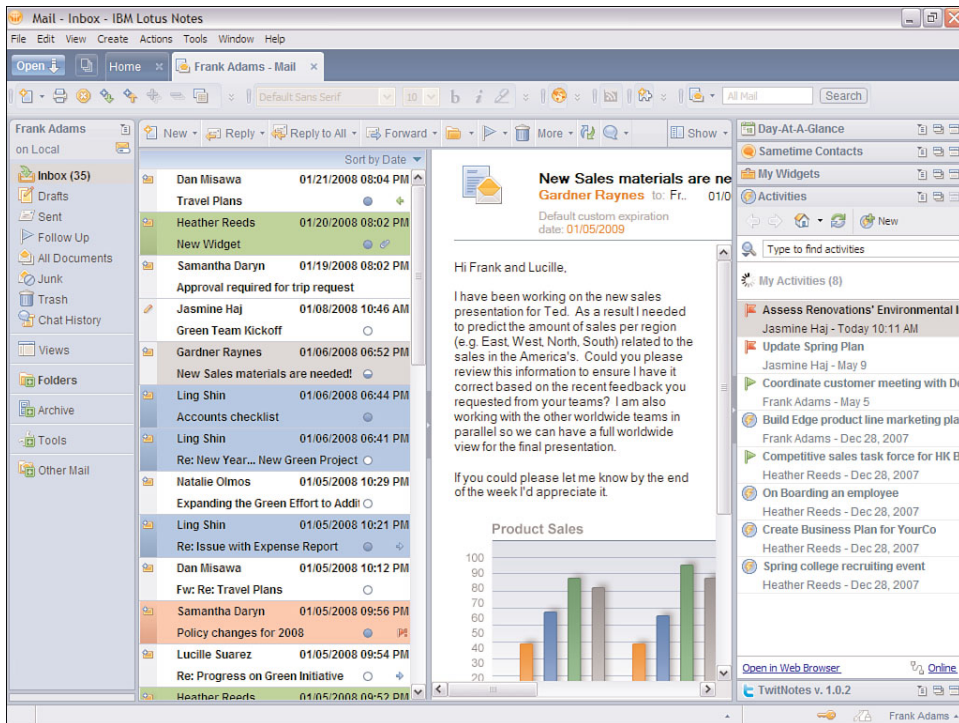 Mail - Inbox - IBM Lotus Notes
File Edit View Create Actions Tools Window Help
Open Home Frank Adams - Mail
Default Sans Serif 10 b i All Mail Search
Frank Adams
on Local
Inbox (35)
Drafts
Sent
Follow Up
All Documents
Junk
Trash
Chat History
Views
Folders
Archive
Tools
Other Mail
New Reply Reply to All Forward More Show
Sort by Date
Dan Misawa 01/21/2008 08:04 PM
Travel Plans
Heather Reeds 01/20/2008 08:02 PM
New Widget
Samantha Daryn 01/19/2008 08:02 PM
Approval required for trip request
Jasmine Haj 01/08/2008 10:46 AM
Green Team Kickoff
Gardner Raynes 01/06/2008 06:52 PM
New Sales materials are needed!
Ling Shin 01/06/2008 06:44 PM
Accounts checklist
Ling Shin 01/06/2008 06:41 PM
Re: New Year... New Green Project
Natalie Olmos 01/05/2008 10:29 PM
Expanding the Green Effort to Addit
Ling Shin 01/05/2008 10:21 PM
Re: Issue with Expense Report
Dan Misawa 01/05/2008 10:12 PM
Fw: Re: Travel Plans
Samantha Daryn 01/05/2008 09:56 PM
Policy changes for 2008
Lucille Suarez 01/05/2008 09:54 PM
Re: Progress on Green Initiative
Heather Reeds 01/05/2008 09:52 PM
New Sales materials are ne
Gardner Raynes to: Fr.. 01/0
Default custom expiration
date: 01/05/2009
Hi Frank and Lucille,
I have been working on the new sales
presentation for Ted. As a result I needed
to predict the amount of sales per region
(e.g. East, West, North, South) related to the
sales in the America's. Could you please
review this information to ensure I have it
correct based on the recent feedback you
requested from your teams? I am also
working with the other worldwide teams in
parallel so we can have a full worldwide
view for the final presentation.
If you could please let me know by the end
of the week I'd appreciate it.
Product Sales
100
90
80
70
60
50
40
30
20
Day-At-A-Glance
Sametime Contacts
My Widgets
Activities
New
Type to find activities
My Activities (8)
Assess Renovations' Environmental I
Jasmine Haj - Today 10:11 AM
Update Spring Plan
Jasmine Haj - May 9
Coordinate customer meeting with De
Frank Adams - May 5
Build Edge product line marketing pla
Frank Adams - Dec 28, 2007
Competitive sales task force for HK B
Heather Reeds - Dec 28, 2007
On Boarding an employee
Heather Reeds - Dec 28, 2007
Create Business Plan for YourCo
Heather Reeds - Dec 28, 2007
Spring college recruiting event
Heather Reeds - Dec 28, 2007
Open in Web Browser Online
TwitNotes v. 1.0.2
Frank Adams